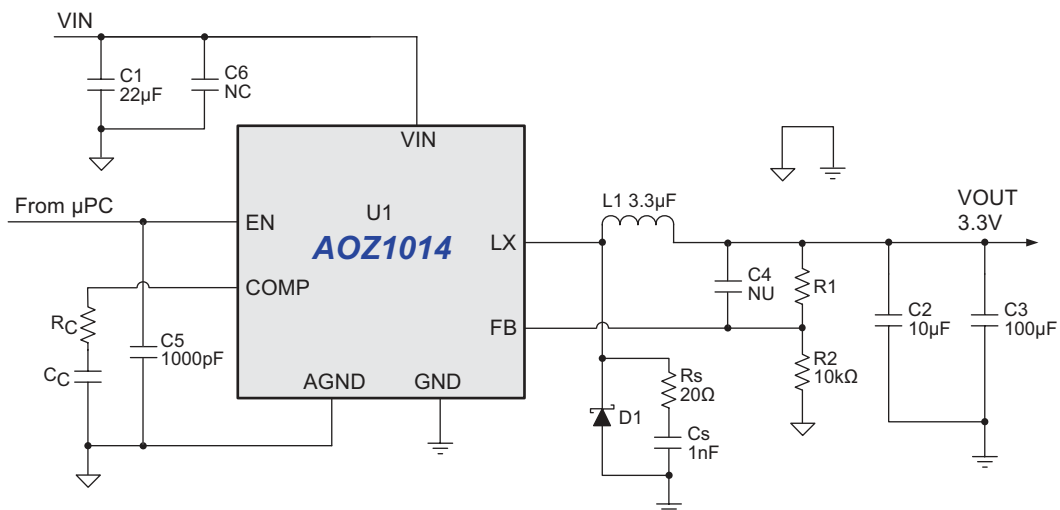 VIN
C1
22µF
C6
NC
VIN
From µPC
EN
U1
AOZ1014
LX
L1 3.3µF
VOUT
3.3V
COMP
C4
NU
R1
RC
C5
1000pF
FB
C2
10µF
C3
100µF
CC
R2
10kΩ
AGND
GND
Rs
20Ω
D1
Cs
1nF